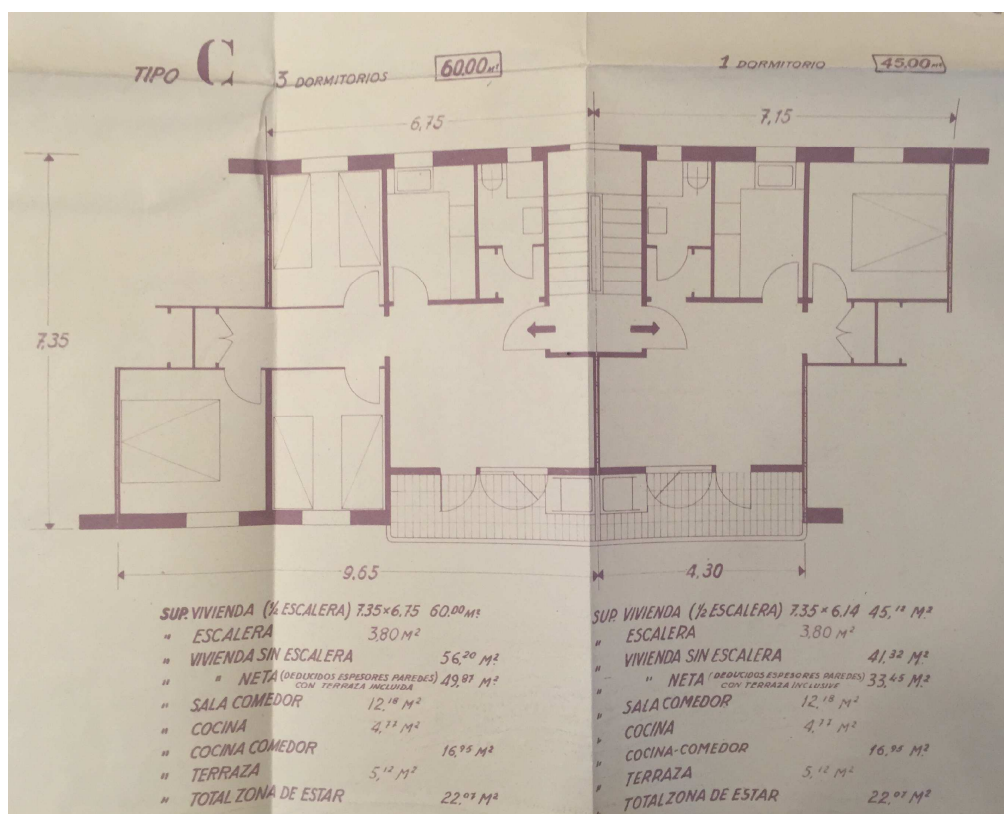 TIPO C 3 DORMITORIOS 60.00 M² 1 DORMITORIO 45,00 M²
6,75 7,15
7,35
9,65 4,30
SUP. VIVIENDA (½ ESCALERA) 7.35×6,75 60.00 M²
" ESCALERA 3,80 M²
" VIVIENDA SIN ESCALERA 56,20 M²
" " NETA (DEDUCIDOS ESPESORES PAREDES) 49,87 M²
CON TERRAZA INCLUIDA
" SALA COMEDOR 12,18 M²
" COCINA 4,77 M²
" COCINA COMEDOR 16,95 M²
" TERRAZA 5,12 M²
" TOTAL ZONA DE ESTAR 22,07 M²
SUP. VIVIENDA (½ ESCALERA) 7.35×6,14 45,12 M²
" ESCALERA 3,80 M²
" VIVIENDA SIN ESCALERA 41,32 M²
" " NETA (DEDUCIDOS ESPESORES PAREDES) 33,45 M²
CON TERRAZA INCLUSIVE
" SALA COMEDOR 12,18 M²
" COCINA 4,77 M²
" COCINA-COMEDOR 16,95 M²
" TERRAZA 5,12 M²
" TOTAL ZONA DE ESTAR 22,07 M²